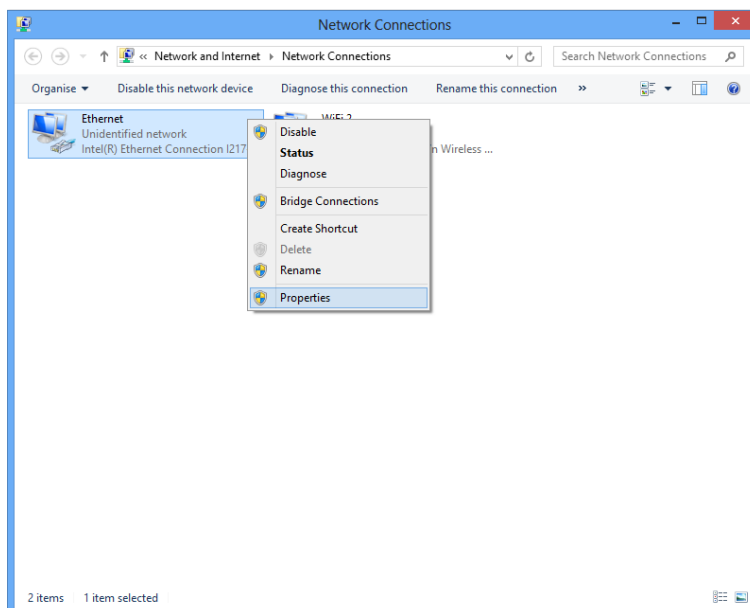 Network Connections
« Network and Internet Network Connections
Search Network Connections
Organise Disable this network device Diagnose this connection Rename this connection »
Ethernet
Unidentified network
Intel(R) Ethernet Connection I217
WiFi 2
n Wireless ...
Disable
Status
Diagnose
Bridge Connections
Create Shortcut
Delete
Rename
Properties
2 items 1 item selected